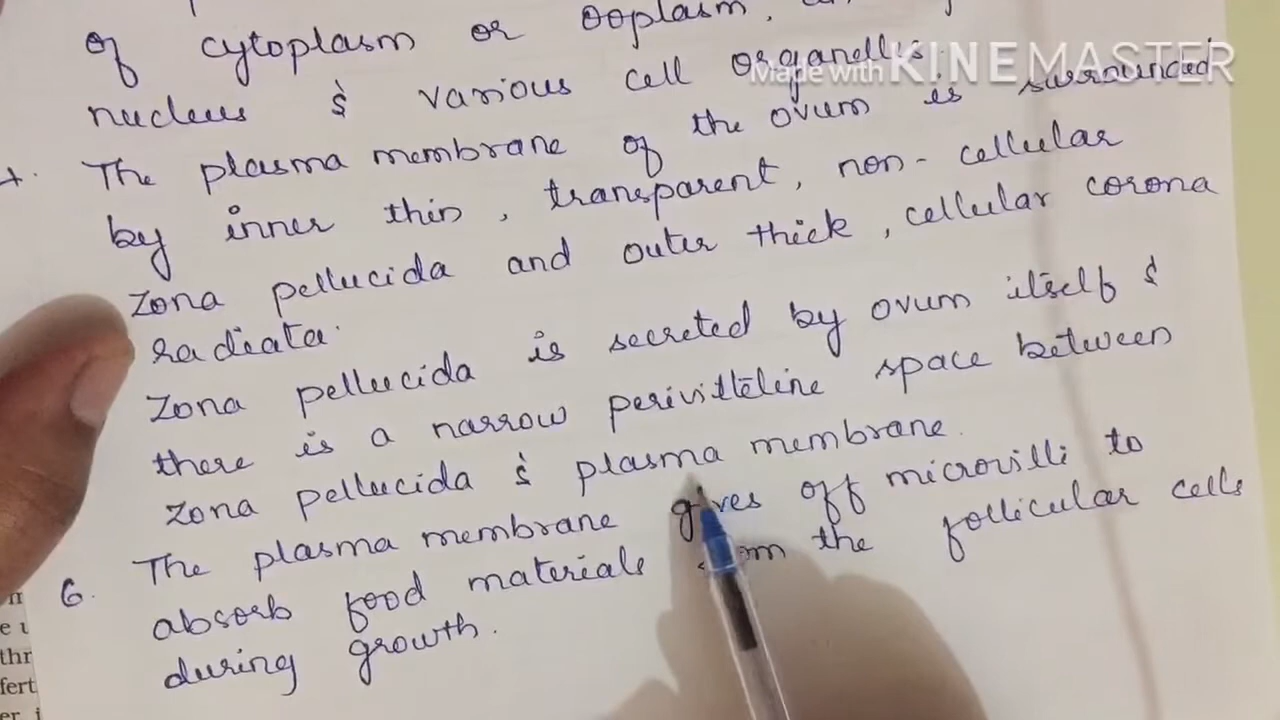 of cytoplasm or ooplasm,
nucleus & various cell organelles.
Made with KINEMASTER
The plasma membrane of the ovum is surrounded
by inner thin, transparent, non-cellular
zona pellucida and outer thick, cellular corona
radiata.
Zona pellucida is secreted by ovum itself &
there is a narrow perivitteline space between
zona pellucida & plasma membrane.
6. The plasma membrane gives off microvilli to
absorb food materials from the follicular cells
during growth.
thr
fert